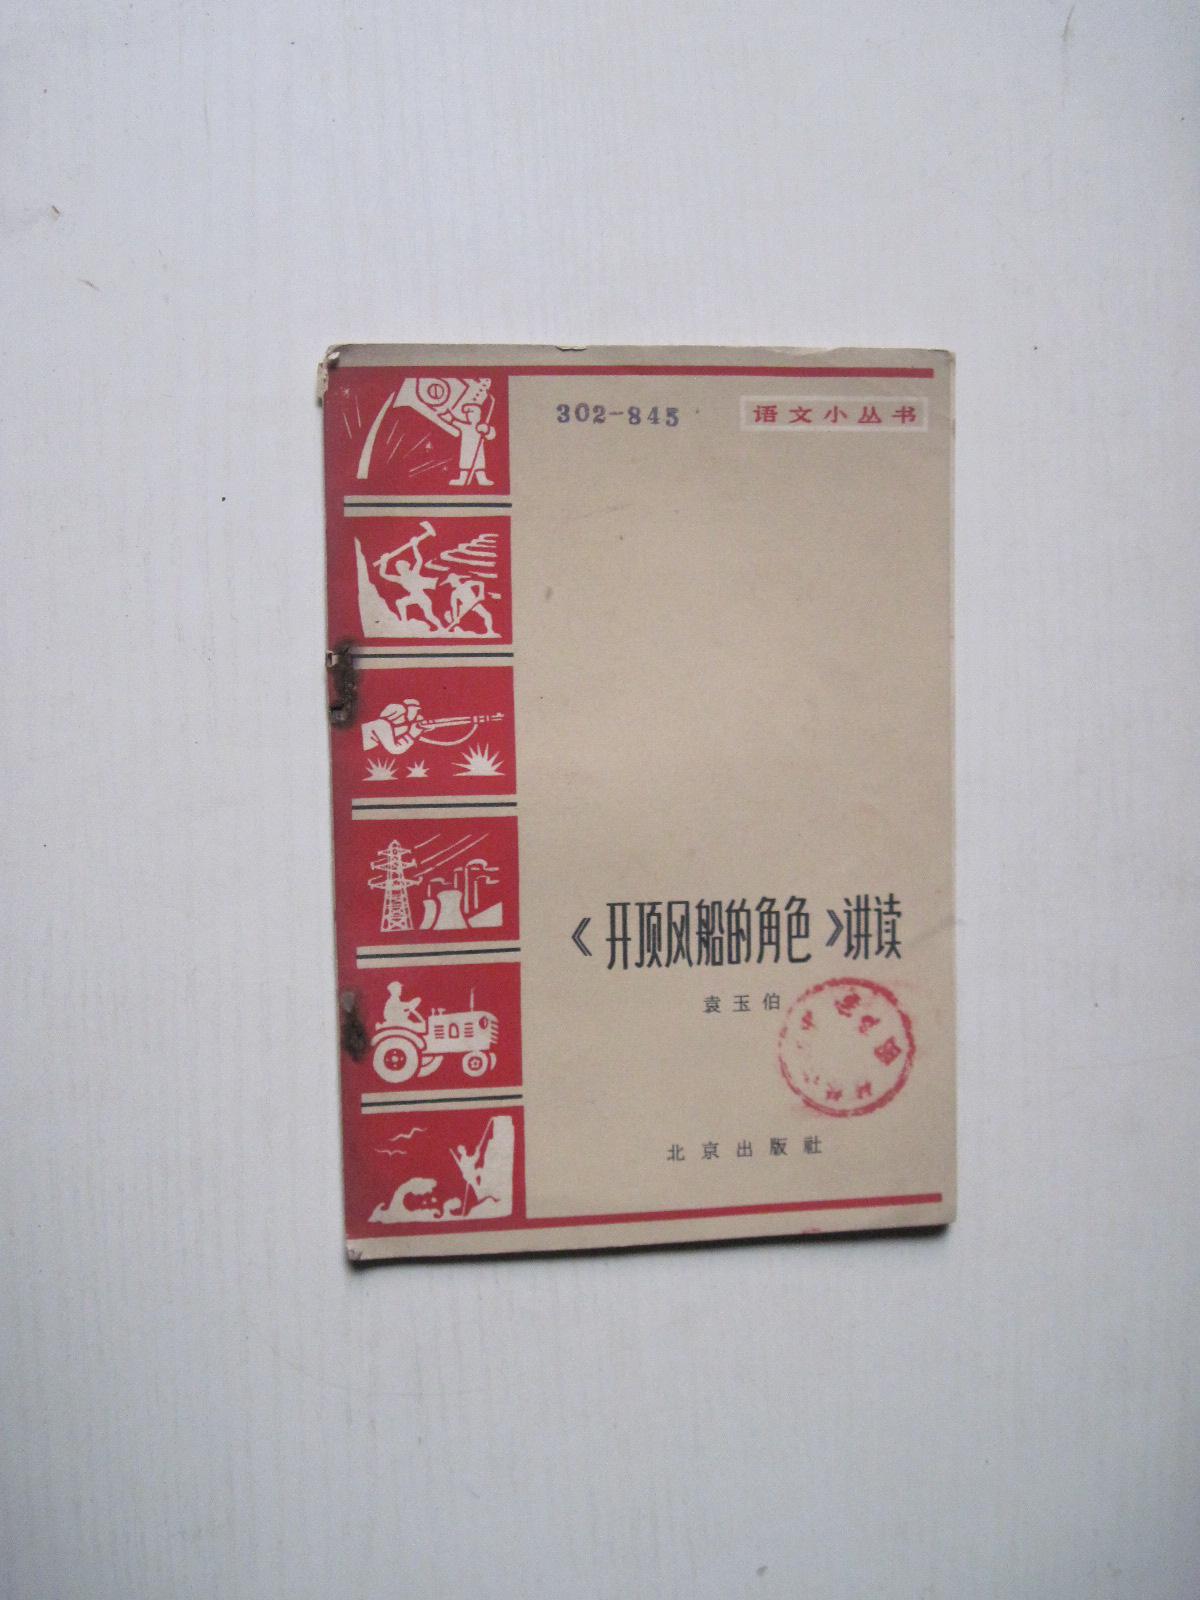 302-845
语文小丛书
《开顶风船的角色》讲读
袁玉伯
北京出版社